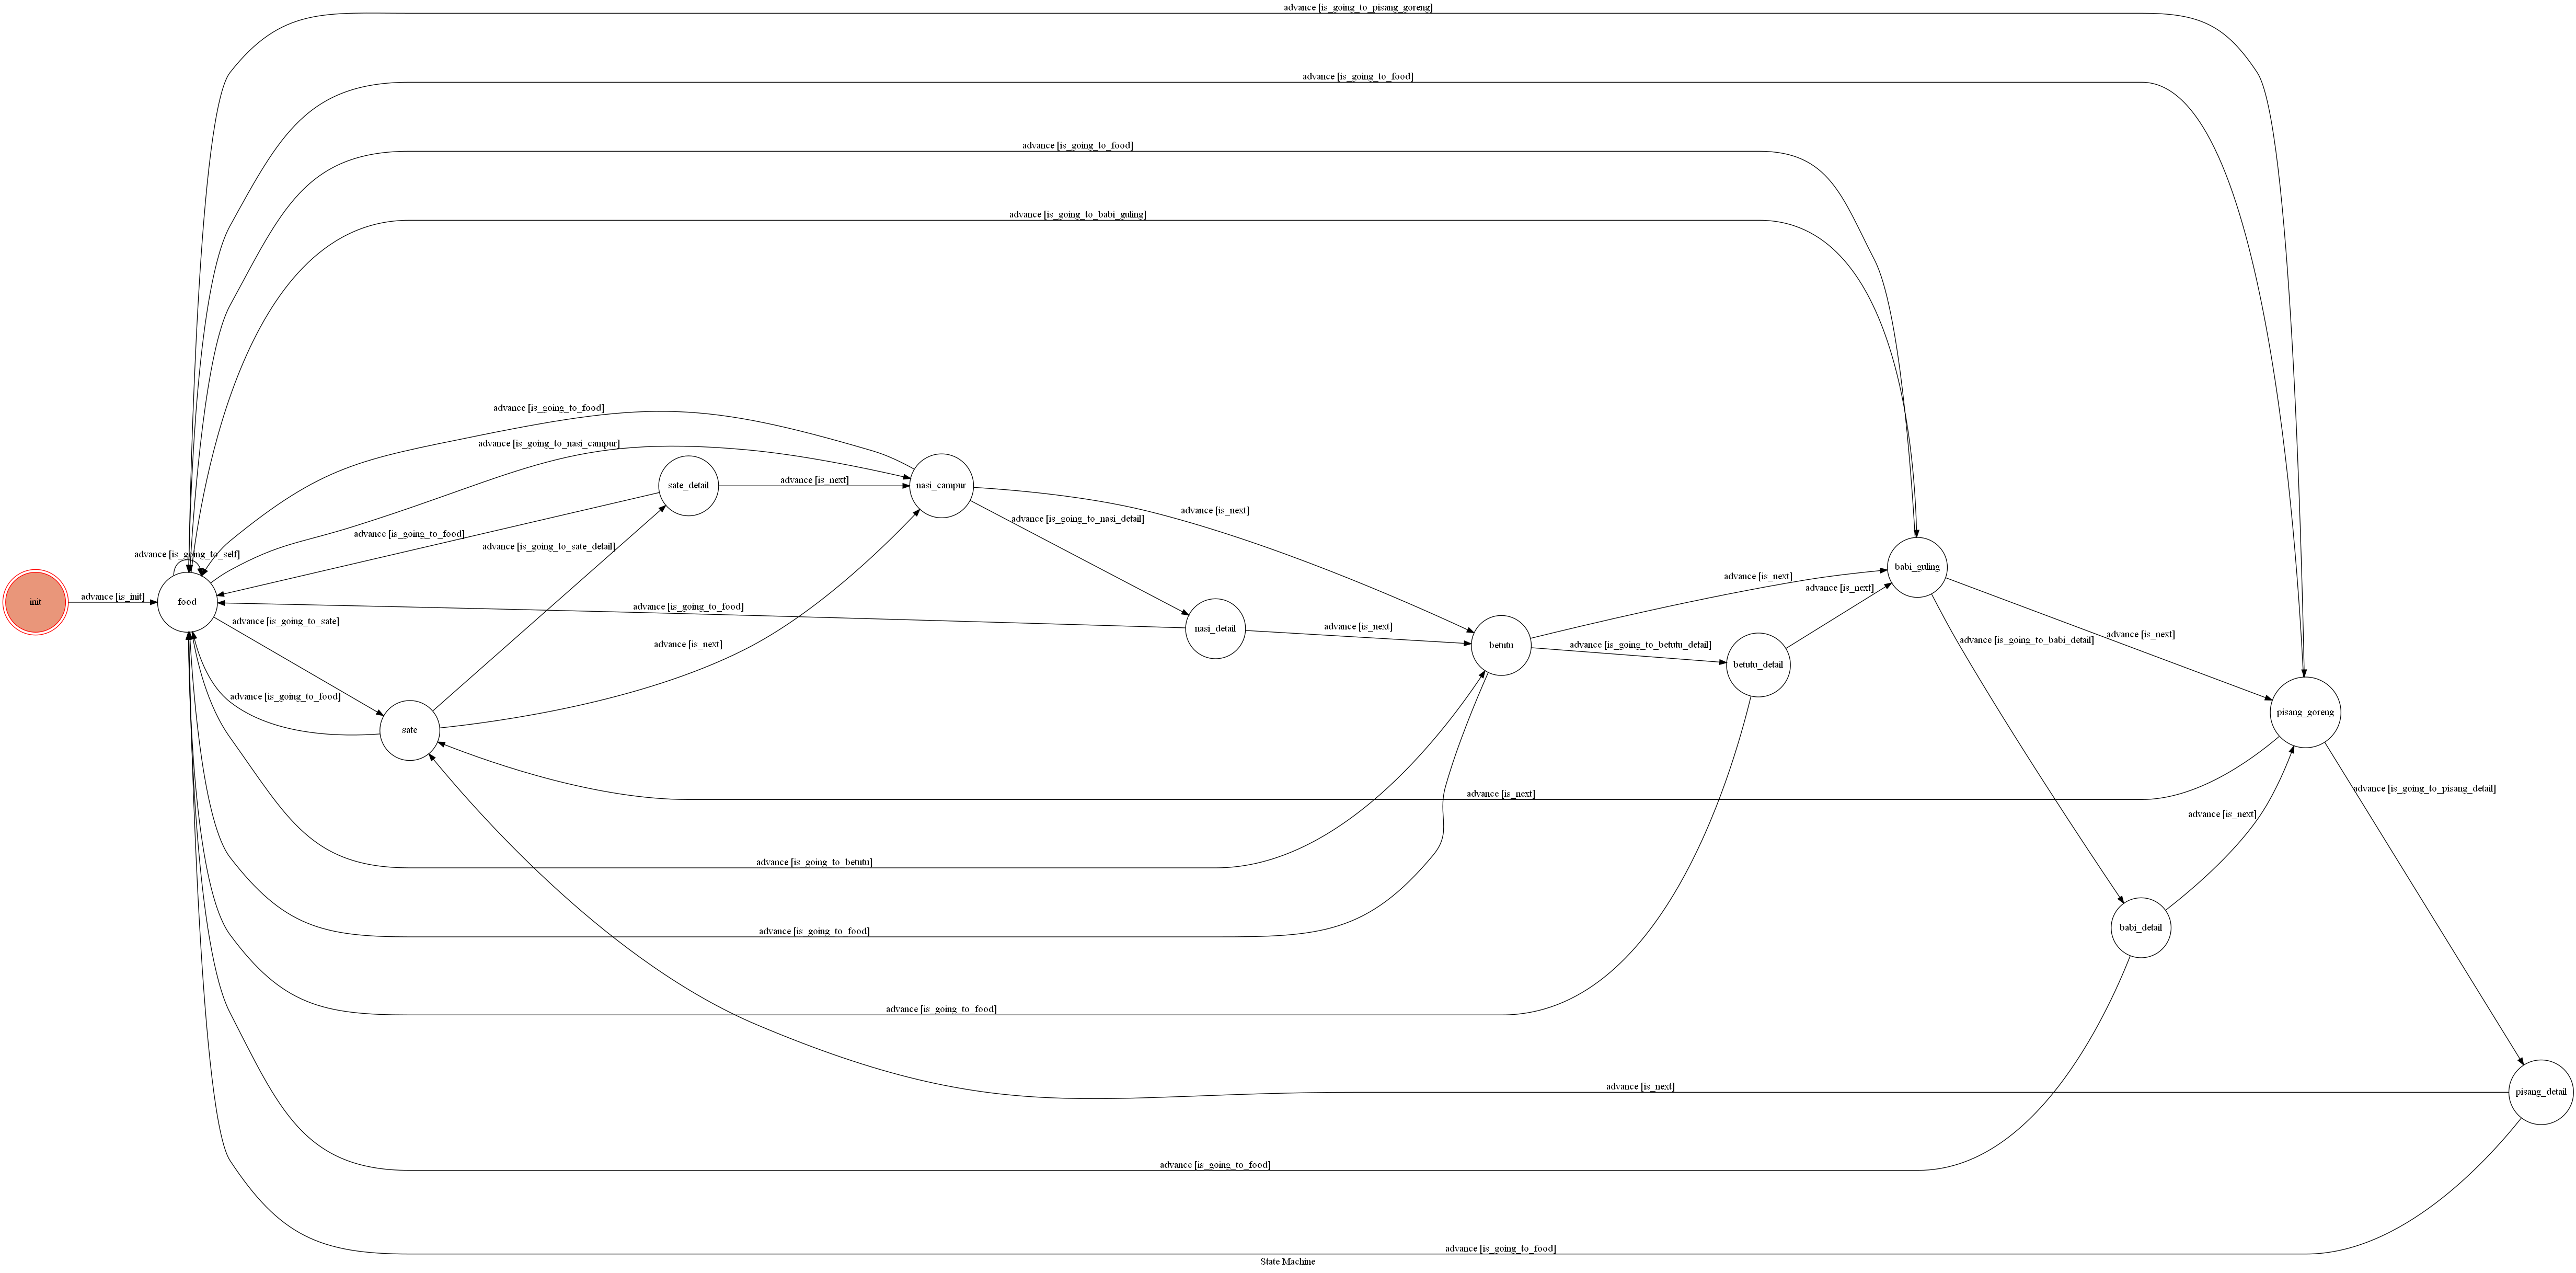 advance [is_going_to_pisang_goreng]
advance [is_going_to_food]
advance [is_going_to_food]
advance [is_going_to_babi_guling]
advance [is_going_to_food]
advance [is_going_to_nasi_campur]
sate_detail
advance [is_next]
nasi_campur
advance [is_next]
advance [is_going_to_nasi_detail]
advance [is_going_to_food]
advance [is_going_to_sate_detail]
advance [is_going_to_self]
init
advance [is_init]
food
advance [is_going_to_food]
advance [is_going_to_sate]
advance [is_next]
nasi_detail
advance [is_next]
betutu
advance [is_next]
advance [is_going_to_betutu_detail]
betutu_detail
advance [is_next]
babi_guling
advance [is_next]
advance [is_going_to_babi_detail]
advance [is_going_to_food]
sate
pisang_goreng
advance [is_next]
advance [is_going_to_pisang_detail]
advance [is_next]
advance [is_going_to_betutu]
advance [is_going_to_food]
babi_detail
advance [is_going_to_food]
advance [is_next]
pisang_detail
advance [is_going_to_food]
advance [is_going_to_food]
State Machine